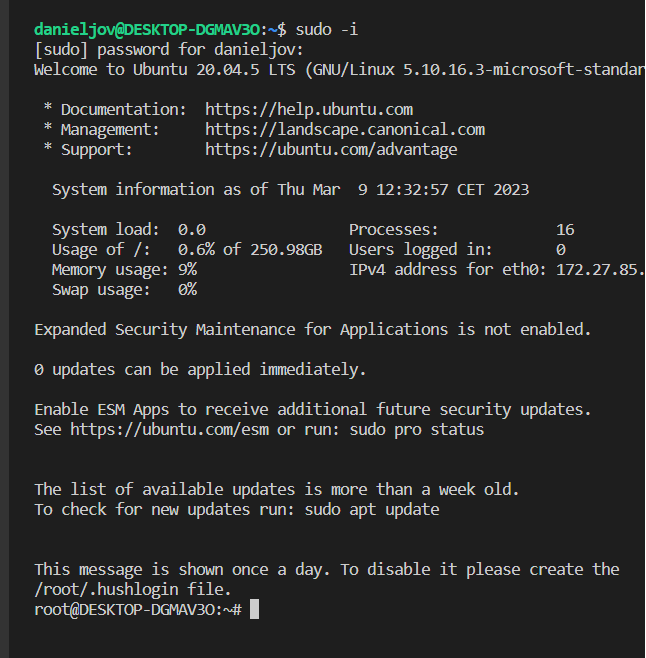 danieljov@DESKTOP-DGMAV3O:~$ sudo -i
[sudo] password for danieljov:
Welcome to Ubuntu 20.04.5 LTS (GNU/Linux 5.10.16.3-microsoft-standar
* Documentation:  https://help.ubuntu.com
* Management:     https://landscape.canonical.com
* Support:        https://ubuntu.com/advantage
System information as of Thu Mar  9 12:32:57 CET 2023
System load:  0.0                Processes:             16
Usage of /:   0.6% of 250.98GB   Users logged in:       0
Memory usage: 9%                 IPv4 address for eth0: 172.27.85.
Swap usage:   0%
Expanded Security Maintenance for Applications is not enabled.
0 updates can be applied immediately.
Enable ESM Apps to receive additional future security updates.
See https://ubuntu.com/esm or run: sudo pro status
The list of available updates is more than a week old.
To check for new updates run: sudo apt update
This message is shown once a day. To disable it please create the
/root/.hushlogin file.
root@DESKTOP-DGMAV3O:~#